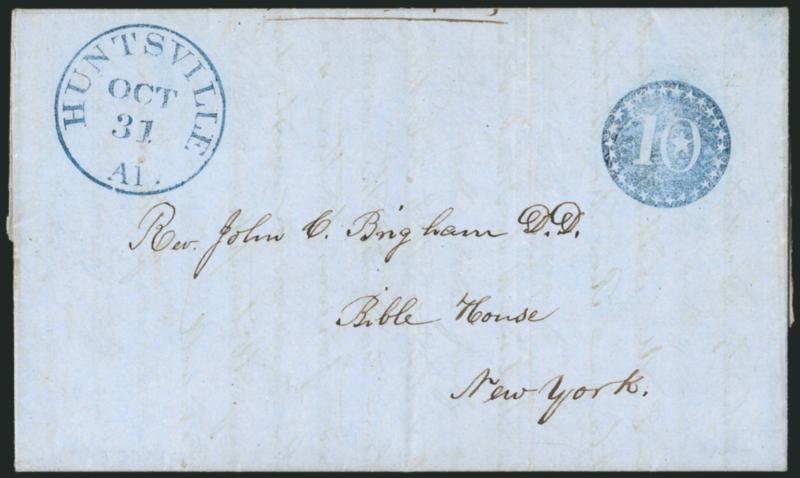 HUNTSVILLE
OCT
31
Al.
10
Rev. John C. Brigham D.D.
Bible House
New York.